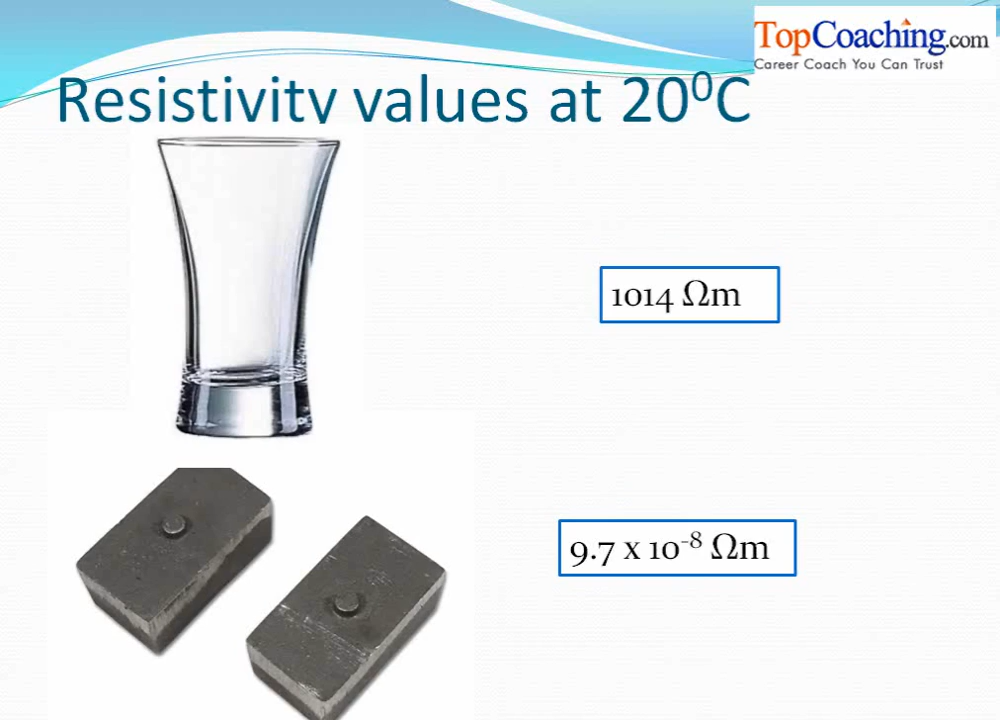 TopCoaching.com
Career Coach You Can Trust
Resistivity values at 20⁰C
1014 Ωm
9.7 x 10⁻⁸ Ωm